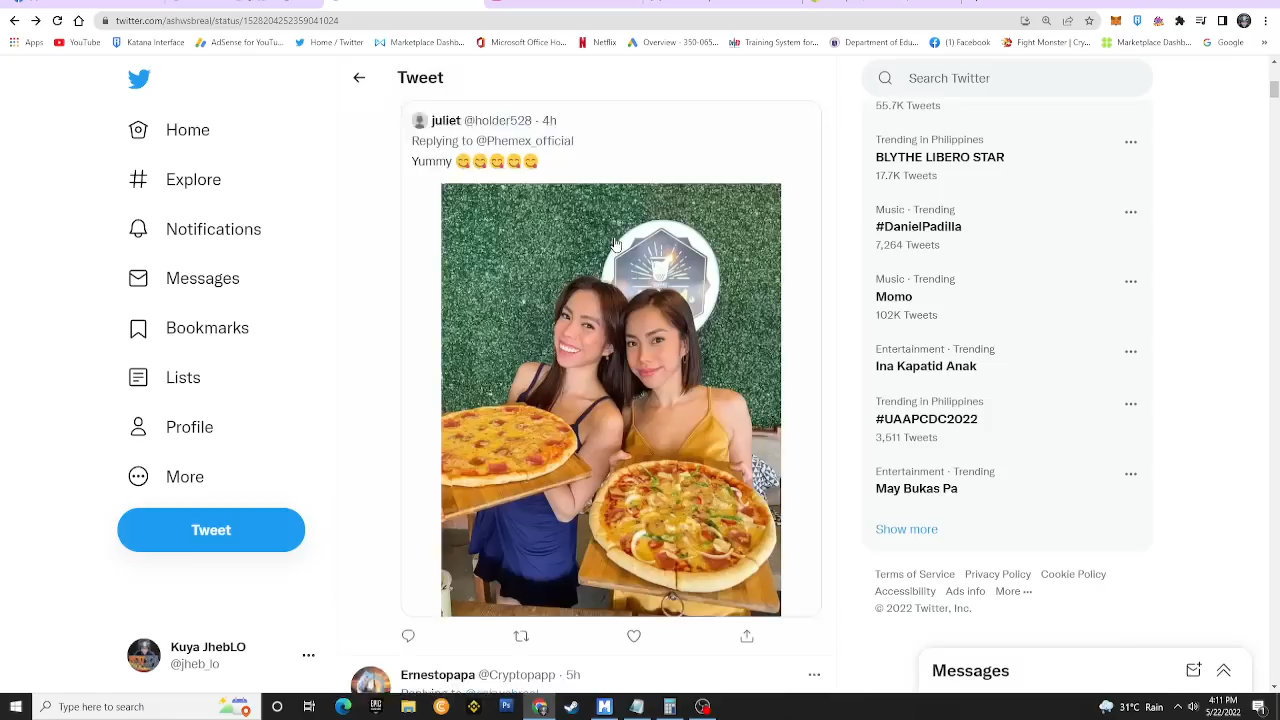 twitter.com/ashwsbreal/status/1528204252359041024
Apps
YouTube
Katana Interface
AdSense for YouTu...
Home / Twitter
Marketplace Dashb...
Microsoft Office Ho...
Netflix
Overview - 350-065...
Training System for...
Department of Edu...
(1) Facebook
Fight Monster | Cry...
Marketplace Dashb...
Google
»
Home
Explore
Notifications
Messages
Bookmarks
Lists
Profile
More
Tweet
Kuya JhebLO
@jheb_lo
Tweet
juliet @holder528 · 4h
Replying to @Phemex_official
Yummy 😋😋😋😋😋
Ernestopapa @Cryptopapp · 5h
Search Twitter
55.7K Tweets
Trending in Philippines
BLYTHE LIBERO STAR
17.7K Tweets
Music · Trending
#DanielPadilla
7,264 Tweets
Music · Trending
Momo
102K Tweets
Entertainment · Trending
Ina Kapatid Anak
Trending in Philippines
#UAAPCDC2022
3,511 Tweets
Entertainment · Trending
May Bukas Pa
Show more
Terms of Service Privacy Policy Cookie Policy
Accessibility Ads info More ···
© 2022 Twitter, Inc.
Messages
Type here to search
EPIC
Ps
31°C Rain
4:11 PM
5/22/2022